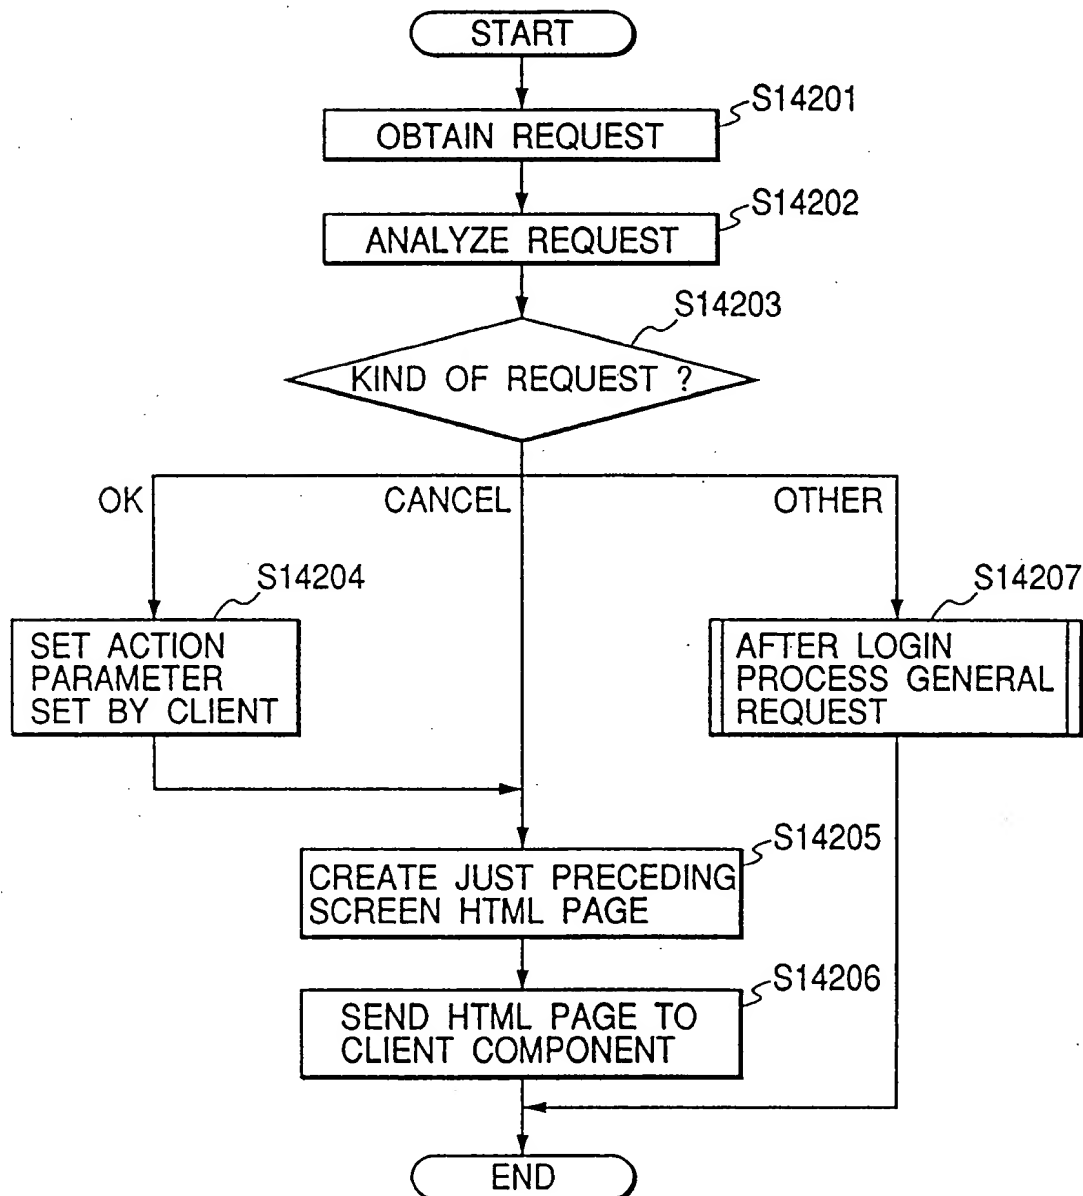 START
S14201
OBTAIN REQUEST
S14202
ANALYZE REQUEST
S14203
KIND OF REQUEST ?
OK
CANCEL
OTHER
S14204
SET ACTION
PARAMETER
SET BY CLIENT
S14207
AFTER LOGIN
PROCESS GENERAL
REQUEST
S14205
CREATE JUST PRECEDING
SCREEN HTML PAGE
S14206
SEND HTML PAGE TO
CLIENT COMPONENT
END